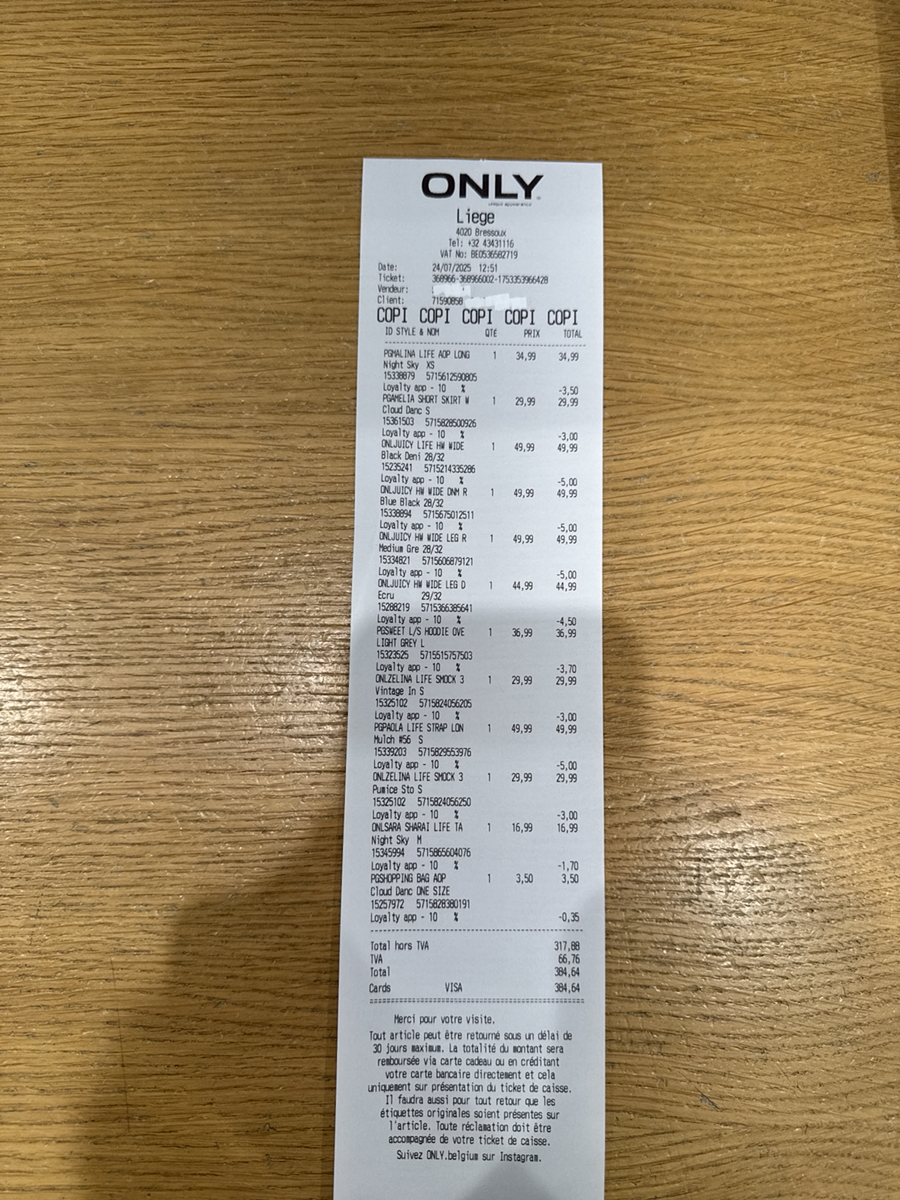 ONLY
Liege
4020 Bressoux
Tel: +32 43431116
VAT No: BE0536582719
Date: 24/07/2025 12:51
Ticket: 368966-368966002-1753353966428
Vendeur:
Client: 71590858
COPI COPI COPI COPI COPI
ID STYLE & NOM QTE PRIX TOTAL
PGMALINA LIFE AOP LONG 1 34,99 34,99
Night Sky XS
15338879 5715612590805
Loyalty app - 10 % -3,50
PGAMELIA SHORT SKIRT W 1 29,99 29,99
Cloud Danc S
15361503 5715828500926
Loyalty app - 10 % -3,00
ONLJUICY LIFE HW WIDE 1 49,99 49,99
Black Deni 28/32
15235241 5715214335286
Loyalty app - 10 % -5,00
ONLJUICY HW WIDE DNM R 1 49,99 49,99
Blue Black 28/32
15338894 5715675012511
Loyalty app - 10 % -5,00
ONLJUICY HW WIDE LEG R 1 49,99 49,99
Medium Gre 28/32
15334821 5715606879121
Loyalty app - 10 % -5,00
ONLJUICY HW WIDE LEG D 1 44,99 44,99
Ecru 29/32
15288219 5715366385641
Loyalty app - 10 % -4,50
PGSWEET L/S HOODIE OVE 1 36,99 36,99
LIGHT GREY L
15323525 5715515757503
Loyalty app - 10 % -3,70
ONLZELINA LIFE SMOCK 3 1 29,99 29,99
Vintage In S
15325102 5715824056205
Loyalty app - 10 % -3,00
PGPAOLA LIFE STRAP LON 1 49,99 49,99
Mulch #56 S
15339203 5715829553976
Loyalty app - 10 % -5,00
ONLZELINA LIFE SMOCK 3 1 29,99 29,99
Pumice Sto S
15325102 5715824056250
Loyalty app - 10 % -3,00
ONLSARA SHARAI LIFE TA 1 16,99 16,99
Night Sky M
15345994 5715865604076
Loyalty app - 10 % -1,70
PGSHOPPING BAG AOP 1 3,50 3,50
Cloud Danc ONE SIZE
15257972 5715828380191
Loyalty app - 10 % -0,35
Total hors TVA 317,88
TVA 66,76
Total 384,64
Cards VISA 384,64
Merci pour votre visite.
Tout article peut être retourné sous un délai de
30 jours maximum. La totalité du montant sera
remboursée via carte cadeau ou en créditant
votre carte bancaire directement et cela
uniquement sur présentation du ticket de caisse.
Il faudra aussi pour tout retour que les
étiquettes originales soient présentes sur
l'article. Toute réclamation doit être
accompagnée de votre ticket de caisse.
Suivez ONLY.belgium sur Instagram.